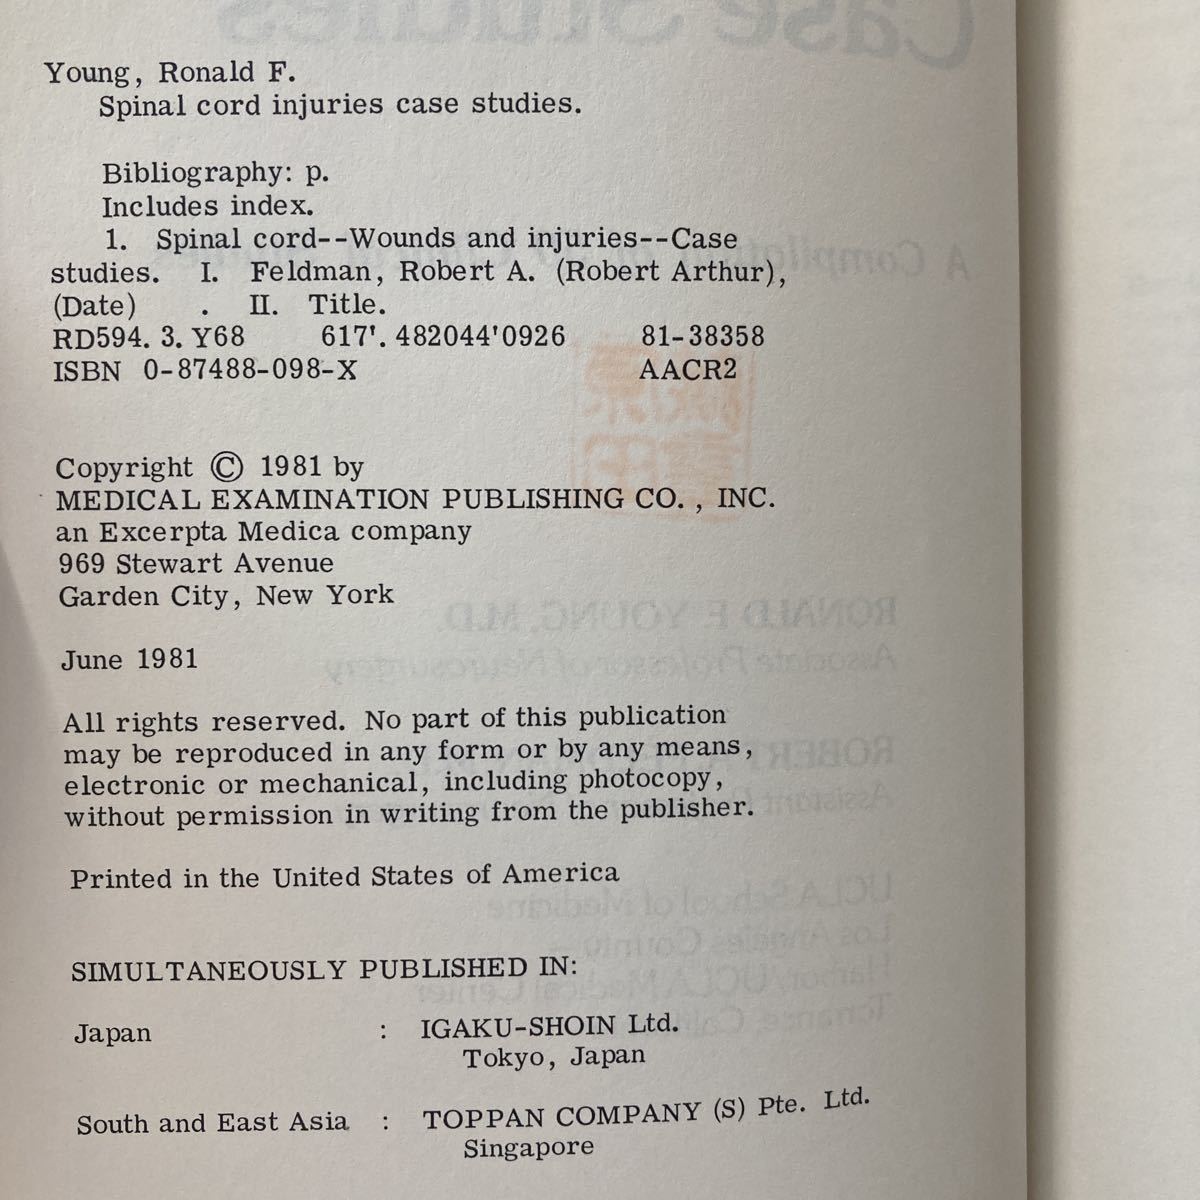 Young, Ronald F.
Spinal cord injuries case studies.
Bibliography: p.
Includes index.
1. Spinal cord--Wounds and injuries--Case
studies. I. Feldman, Robert A. (Robert Arthur),
(Date) . II. Title.
RD594. 3. Y68 617'. 482044'0926 81-38358
ISBN 0-87488-098-X AACR2
Copyright © 1981 by
MEDICAL EXAMINATION PUBLISHING CO. , INC.
an Excerpta Medica company
969 Stewart Avenue
Garden City, New York
June 1981
All rights reserved. No part of this publication
may be reproduced in any form or by any means,
electronic or mechanical, including photocopy,
without permission in writing from the publisher.
Printed in the United States of America
SIMULTANEOUSLY PUBLISHED IN:
Japan : IGAKU-SHOIN Ltd.
Tokyo, Japan
South and East Asia : TOPPAN COMPANY (S) Pte. Ltd.
Singapore